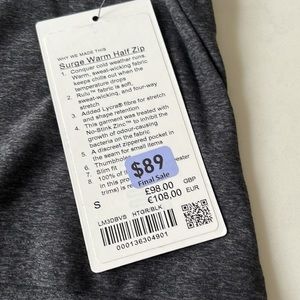 WHY WE MADE THIS
Surge Warm Half Zip
1. Conquer cold weather runs.
Warm, sweat-wicking fabric
keeps chills out when the
temperature drops
2. Rulu™ fabric is soft,
sweat-wicking, and four-way
stretch
3. Added Lycra® fibre for stretch
and shape retention
4. This garment was treated with
No-Stink Zinc™ to inhibit the
growth of odour-causing
bacteria on the fabric
5. A discreet zippered pocket in
the seam for small items
6. Thumbhol
7. Slim fit
8. 100% of
in this pro
trims) is
$89
Final Sale
S
£98.00 GBP
€108,00 EUR
LM3DBVS HTGR/BLK
000136304901